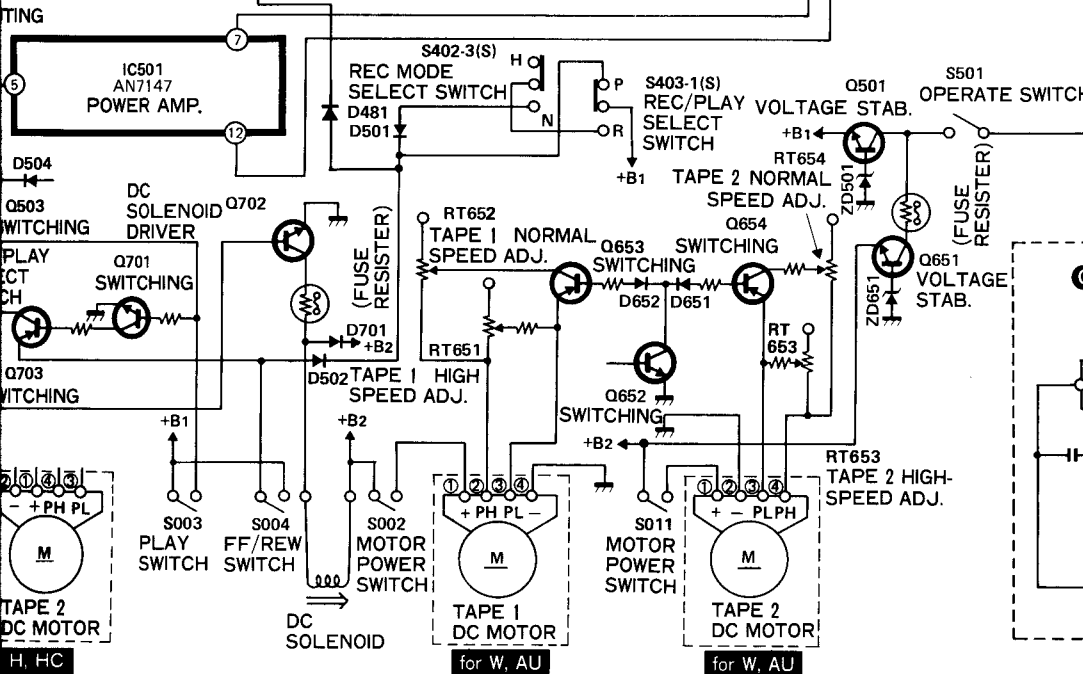 TING
7
5
IC501
AN7147
POWER AMP.
12
S402-3(S)
H
REC MODE
SELECT SWITCH
N
D481
D501
P
R
S403-1(S)
REC/PLAY
SELECT
SWITCH
+B1
Q501
VOLTAGE STAB.
+B1
S501
OPERATE SWITCH
ZD501
(FUSE
RESISTER)
RT654
TAPE 2 NORMAL
SPEED ADJ.
D504
Q503
WITCHING
PLAY
ECT
CH
DC
SOLENOID
DRIVER
Q702
(FUSE
RESISTER)
Q701
SWITCHING
Q703
WITCHING
D701
+B2
D502
RT652
TAPE 1 NORMAL
SPEED ADJ.
RT651
TAPE 1 HIGH
SPEED ADJ.
Q653
SWITCHING
D652
D651
Q654
SWITCHING
Q652
SWITCHING
RT
653
Q651
VOLTAGE
STAB.
ZD651
+B1
+B2
+B2
RT653
TAPE 2 HIGH-
SPEED ADJ.
2 1 4 3
- + PH PL
M
TAPE 2
DC MOTOR
H, HC
S003
PLAY
SWITCH
S004
FF/REW
SWITCH
DC
SOLENOID
S002
MOTOR
POWER
SWITCH
1 2 3 4
+ PH PL -
M
TAPE 1
DC MOTOR
for W, AU
S011
MOTOR
POWER
SWITCH
1 2 3 4
+ - PL PH
M
TAPE 2
DC MOTOR
for W, AU